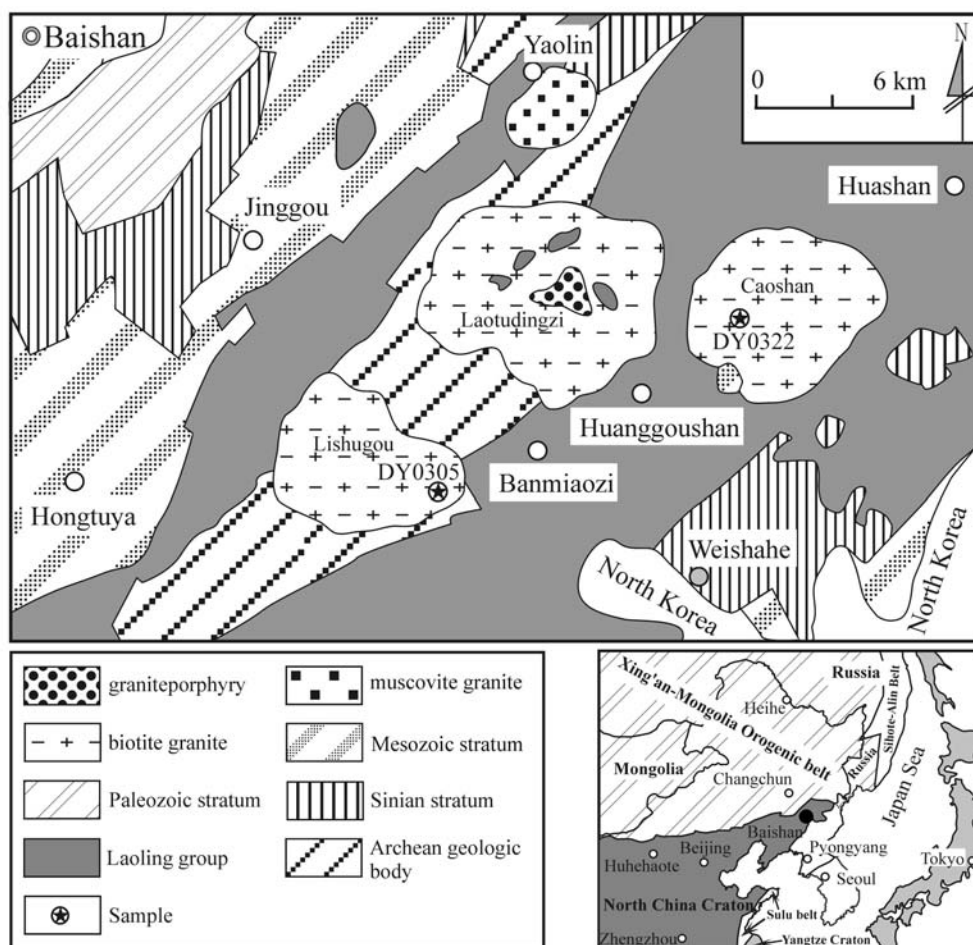 Baishan
Yaolin
N
0 6 km
Huashan
Jinggou
Caoshan
Laotudingzi
DY0322
Huanggoushan
Lishugou
DY0305
Banmiaozi
Hongtuya
Weishahe
North Korea
North Korea
graniteporphyry
muscovite granite
biotite granite
Mesozoic stratum
Paleozoic stratum
Sinian stratum
Laoling group
Archean geologic
body
Sample
Xing'an-Mongolia Orogenic belt
Russia
Sihote-Alin Belt
Heihe
Russia
Mongolia
Changchun
Japan Sea
Baishan
Beijing
Huhehaote
Pyongyang
Tokyo
Seoul
North China Craton
Sulu belt
Zhengzhou
Yangtze Craton